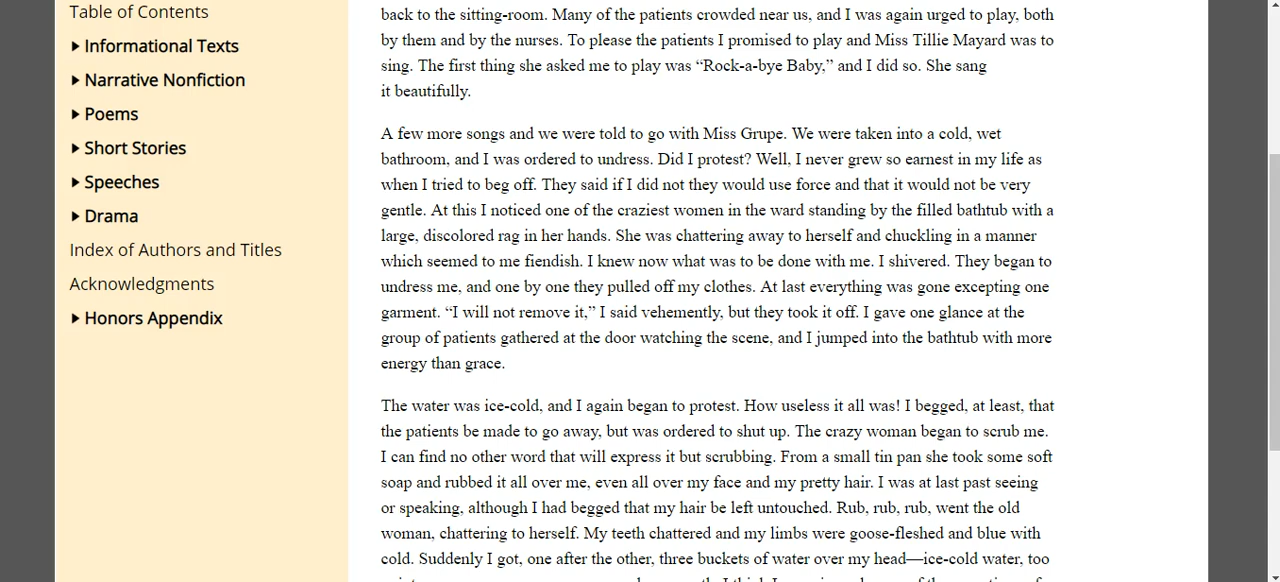 Table of Contents
Informational Texts
Narrative Nonfiction
Poems
Short Stories
Speeches
Drama
Index of Authors and Titles
Acknowledgments
Honors Appendix
back to the sitting-room. Many of the patients crowded near us, and I was again urged to play, both
by them and by the nurses. To please the patients I promised to play and Miss Tillie Mayard was to
sing. The first thing she asked me to play was “Rock-a-bye Baby,” and I did so. She sang
it beautifully.
A few more songs and we were told to go with Miss Grupe. We were taken into a cold, wet
bathroom, and I was ordered to undress. Did I protest? Well, I never grew so earnest in my life as
when I tried to beg off. They said if I did not they would use force and that it would not be very
gentle. At this I noticed one of the craziest women in the ward standing by the filled bathtub with a
large, discolored rag in her hands. She was chattering away to herself and chuckling in a manner
which seemed to me fiendish. I knew now what was to be done with me. I shivered. They began to
undress me, and one by one they pulled off my clothes. At last everything was gone excepting one
garment. “I will not remove it,” I said vehemently, but they took it off. I gave one glance at the
group of patients gathered at the door watching the scene, and I jumped into the bathtub with more
energy than grace.
The water was ice-cold, and I again began to protest. How useless it all was! I begged, at least, that
the patients be made to go away, but was ordered to shut up. The crazy woman began to scrub me.
I can find no other word that will express it but scrubbing. From a small tin pan she took some soft
soap and rubbed it all over me, even all over my face and my pretty hair. I was at last past seeing
or speaking, although I had begged that my hair be left untouched. Rub, rub, rub, went the old
woman, chattering to herself. My teeth chattered and my limbs were goose-fleshed and blue with
cold. Suddenly I got, one after the other, three buckets of water over my head—ice-cold water, too